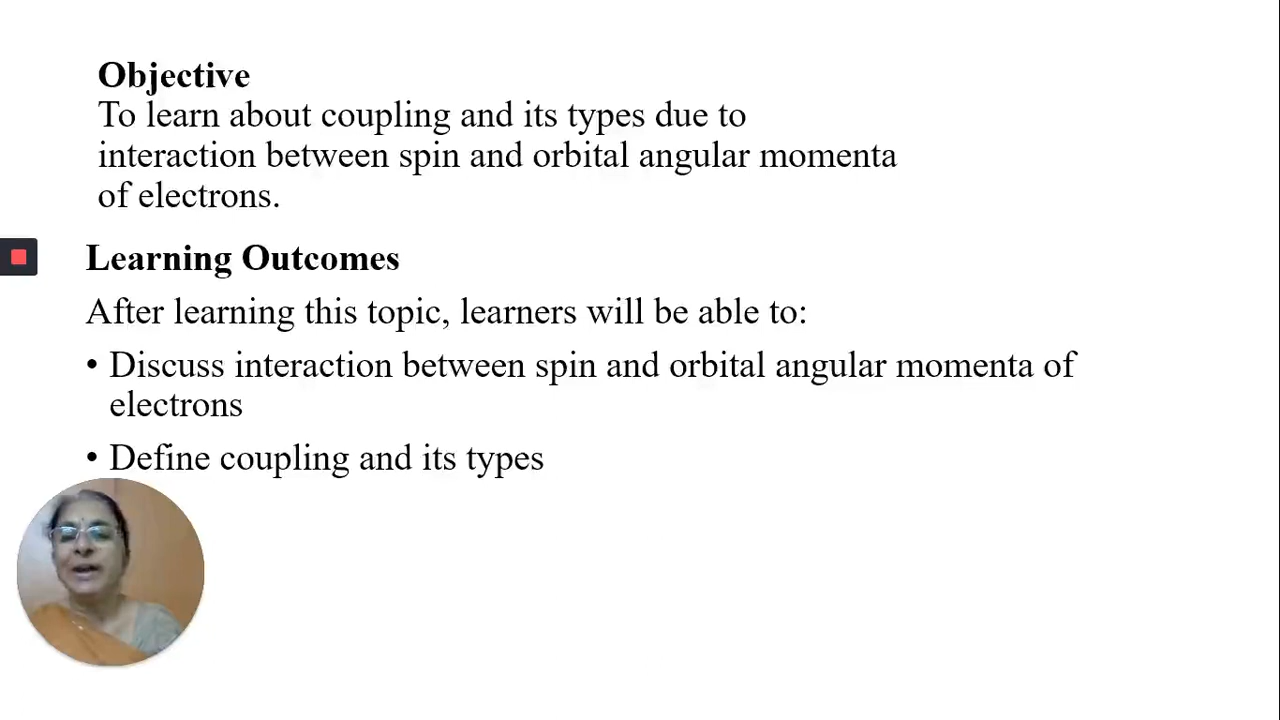 Objective
To learn about coupling and its types due to
interaction between spin and orbital angular momenta
of electrons.
Learning Outcomes
After learning this topic, learners will be able to:
• Discuss interaction between spin and orbital angular momenta of
electrons
• Define coupling and its types